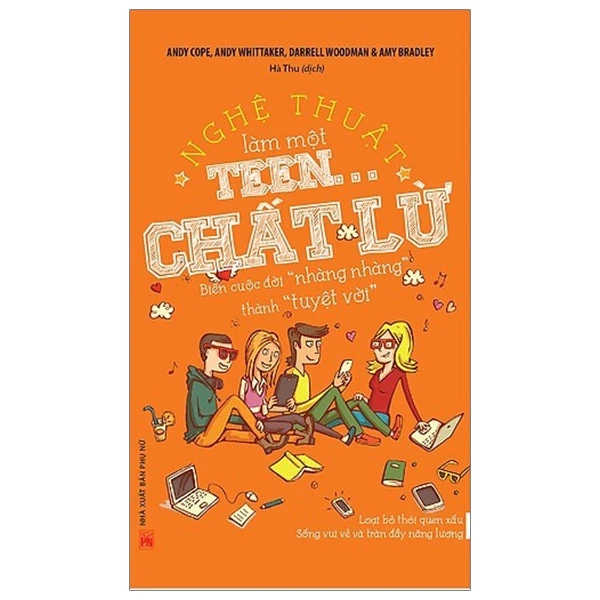 ANDY COPE, ANDY WHITTAKER, DARRELL WOODMAN & AMY BRADLEY
Hà Thu (dịch)
NGHỆ THUẬT
làm một
TEEN...
CHẤT LỪ
Biến cuộc đời "nhàng nhàng"
thành "tuyệt vời"
NHÀ XUẤT BẢN PHỤ NỮ
PN
Loại bỏ thói quen xấu
Sống vui vẻ và tràn đầy năng lượng